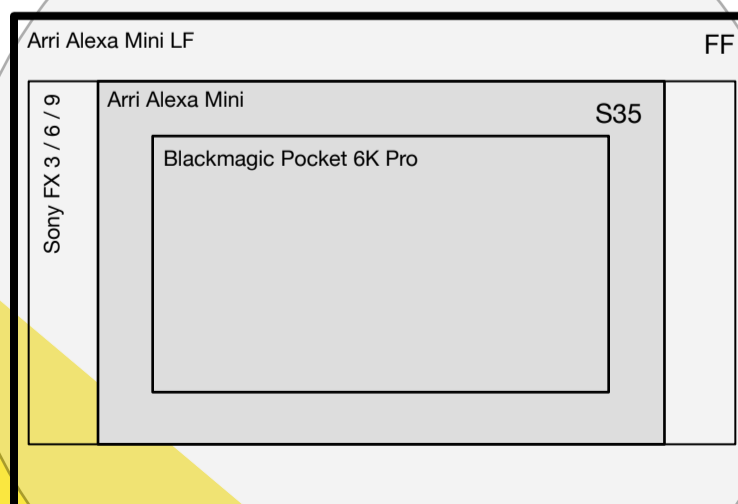 Arri Alexa Mini LF
FF
Sony FX 3 / 6 / 9
Arri Alexa Mini
S35
Blackmagic Pocket 6K Pro